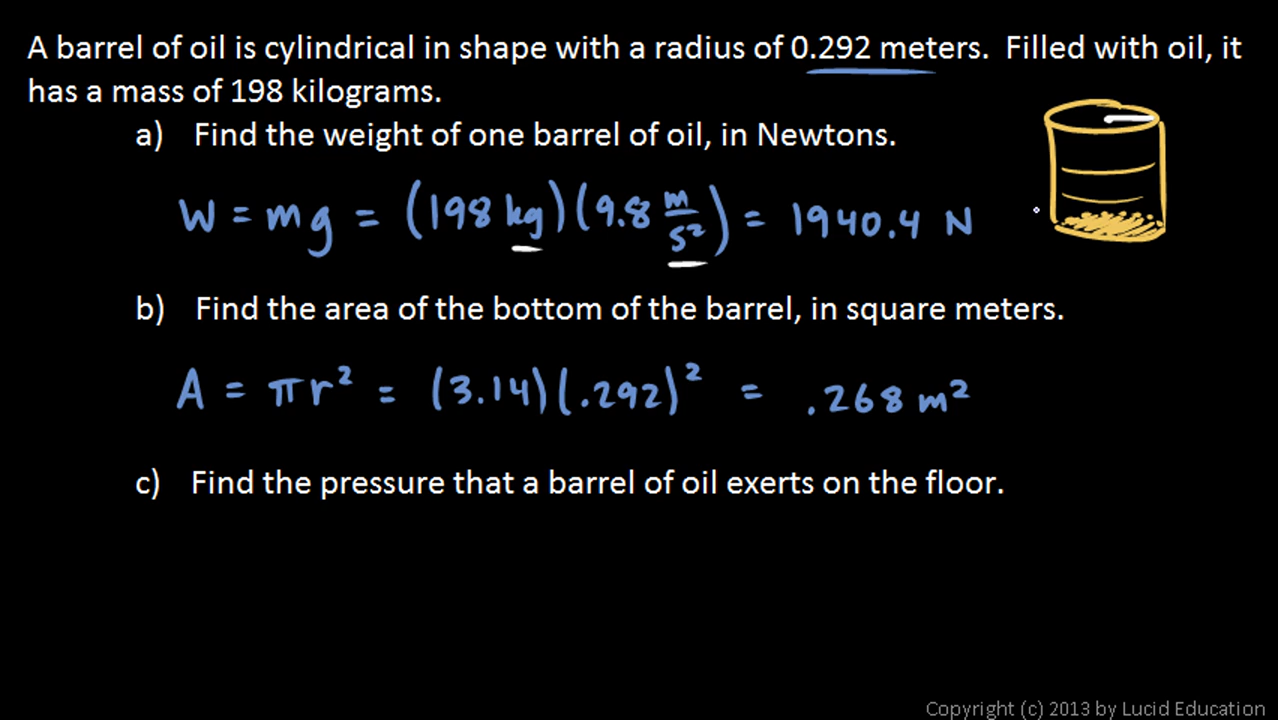 A barrel of oil is cylindrical in shape with a radius of 0.292 meters.  Filled with oil, it
has a mass of 198 kilograms.
a) Find the weight of one barrel of oil, in Newtons.
W = mg = (198 kg)(9.8 m/s²) = 1940.4 N
b) Find the area of the bottom of the barrel, in square meters.
A = πr² = (3.14)(.292)² = .268 m²
c) Find the pressure that a barrel of oil exerts on the floor.
Copyright (c) 2013 by Lucid Education